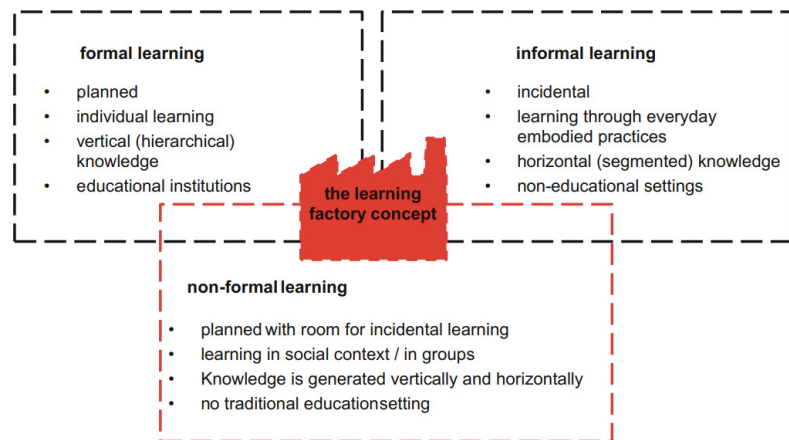 formal learning
• planned
• individual learning
• vertical (hierarchical)
knowledge
• educational institutions
informal learning
• incidental
• learning through everyday
embodied practices
• horizontal (segmented) knowledge
• non-educational settings
the learning
factory concept
non-formal learning
• planned with room for incidental learning
• learning in social context / in groups
• Knowledge is generated vertically and horizontally
• no traditional educationsetting